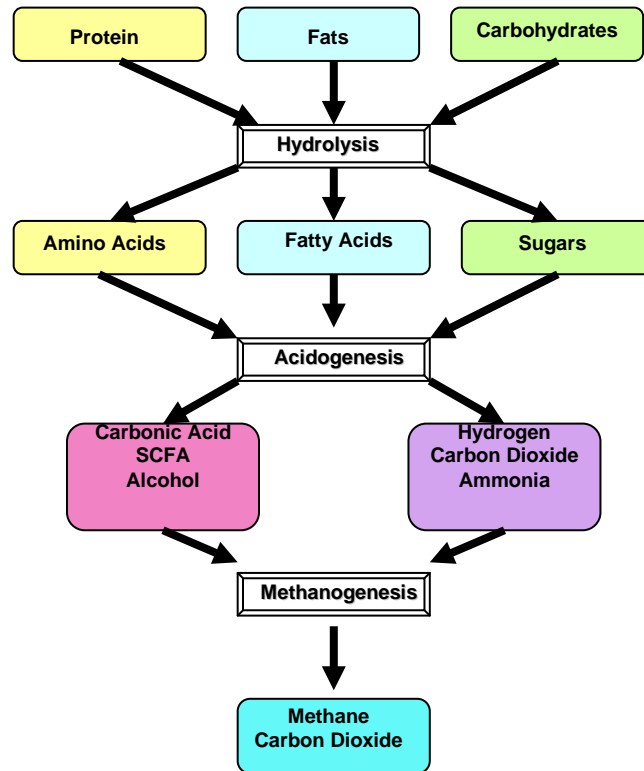 Protein
Fats
Carbohydrates
Hydrolysis
Amino Acids
Fatty Acids
Sugars
Acidogenesis
Carbonic Acid
SCFA
Alcohol
Hydrogen
Carbon Dioxide
Ammonia
Methanogenesis
Methane
Carbon Dioxide